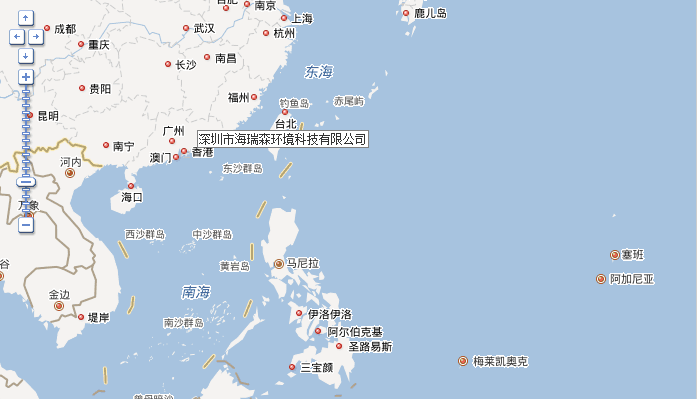 合肥
南京
鹿儿岛
上海
成都
武汉
杭州
重庆
南昌
长沙
东海
贵阳
福州
钓鱼岛
赤尾屿
昆明
台北
广州
深圳市海瑞森环境科技有限公司
南宁
香港
澳门
河内
东沙群岛
海口
万象
西沙群岛
中沙群岛
塞班
马尼拉
黄岩岛
谷
阿加尼亚
金边
南海
伊洛伊洛
堤岸
南沙群岛
阿尔伯克基
圣路易斯
梅莱凯奥克
三宝颜
曾母暗沙